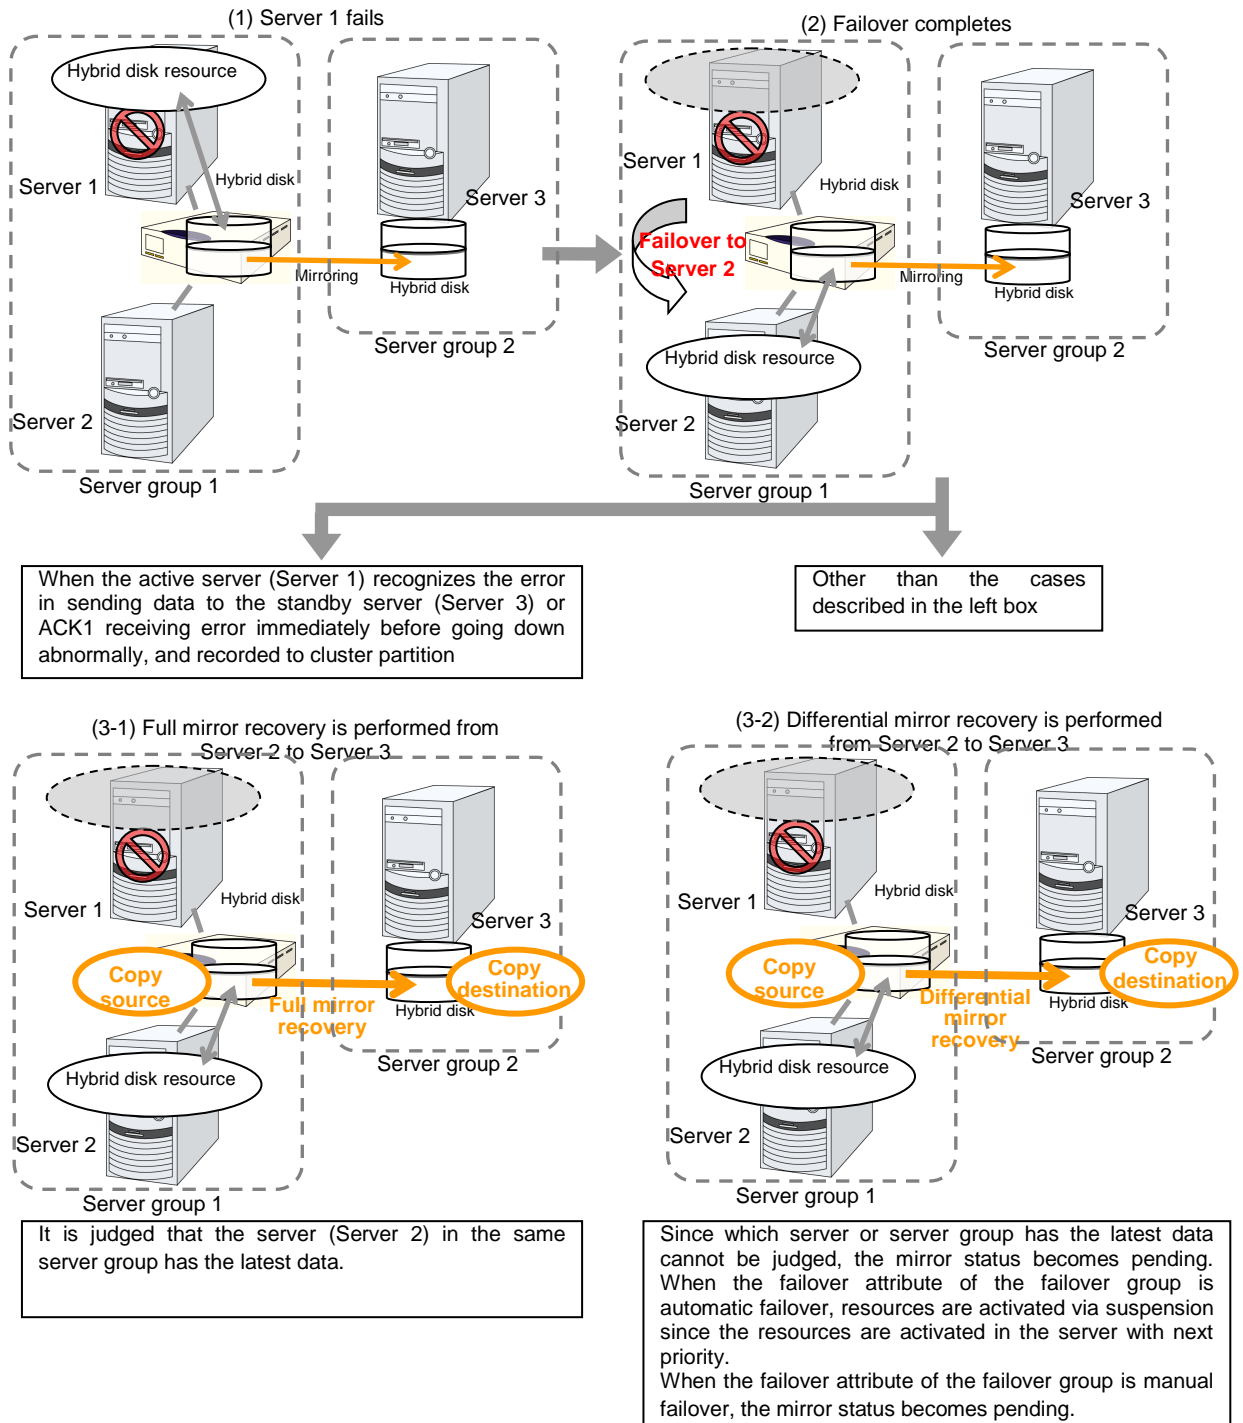 (1) Server 1 fails
Hybrid disk resource
Server 1
Hybrid disk
Server 3
Mirroring
Hybrid disk
Server group 2
Server 2
Server group 1
(2) Failover completes
Server 1
Hybrid disk
Server 3
Failover to
Server 2
Mirroring
Hybrid disk
Server group 2
Hybrid disk resource
Server 2
Server group 1
When the active server (Server 1) recognizes the error
in sending data to the standby server (Server 3) or
ACK1 receiving error immediately before going down
abnormally, and recorded to cluster partition
Other than the cases
described in the left box
(3-1) Full mirror recovery is performed from
Server 2 to Server 3
Server 1
Hybrid disk
Server 3
Copy
source
Copy
destination
Full mirror
recovery
Hybrid disk
Server group 2
Hybrid disk resource
Server 2
Server group 1
It is judged that the server (Server 2) in the same
server group has the latest data.
(3-2) Differential mirror recovery is performed
from Server 2 to Server 3
Server 1
Hybrid disk
Server 3
Copy
source
Copy
destination
Differential
mirror
recovery
Hybrid disk
Server group 2
Hybrid disk resource
Server 2
Server group 1
Since which server or server group has the latest data
cannot be judged, the mirror status becomes pending.
When the failover attribute of the failover group is
automatic failover, resources are activated via suspension
since the resources are activated in the server with next
priority.
When the failover attribute of the failover group is manual
failover, the mirror status becomes pending.